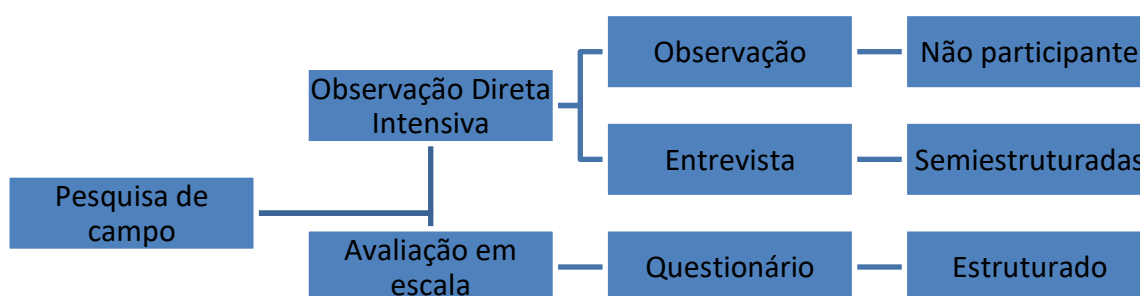 Pesquisa de
campo
Observação Direta
Intensiva
Observação
Não participante
Entrevista
Semiestruturadas
Avaliação em
escala
Questionário
Estruturado